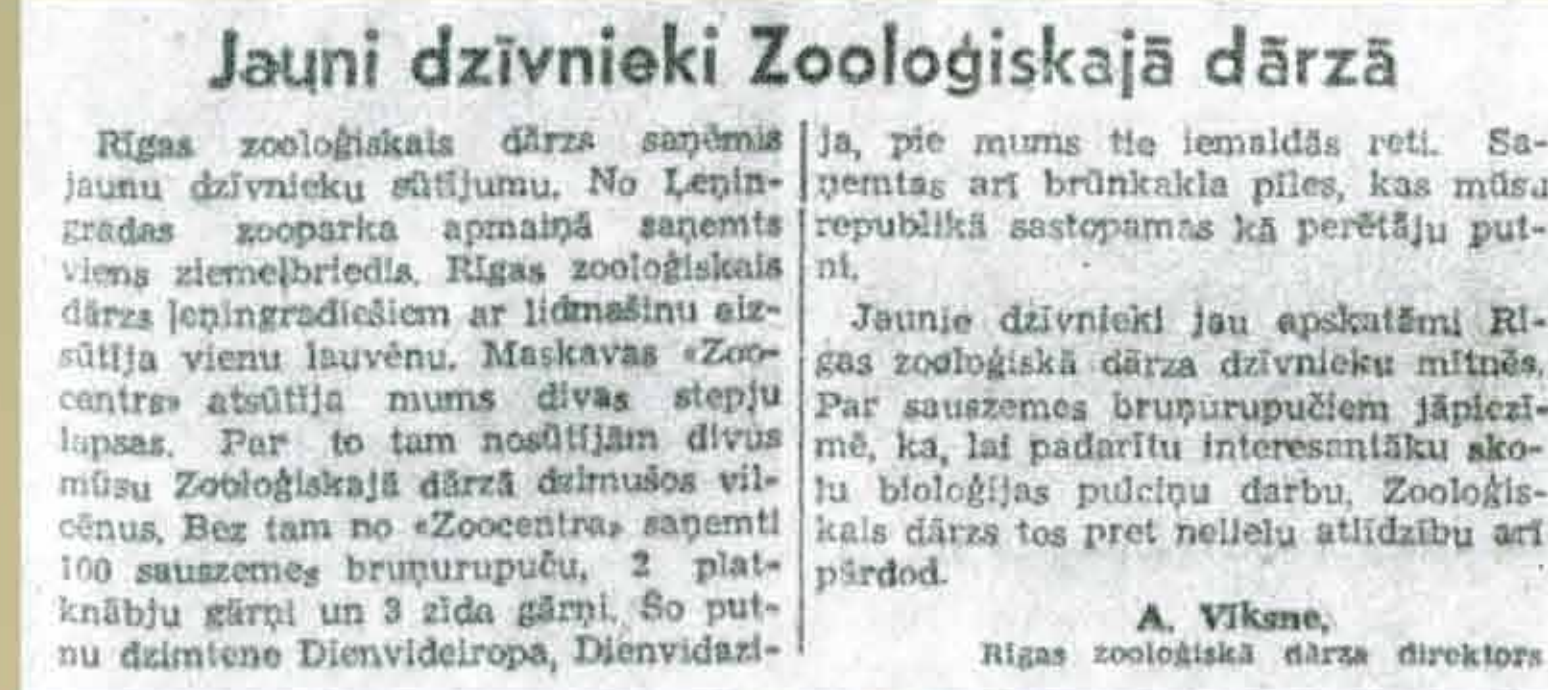 Jauni dzīvnieki Zooloģiskajā dārzā
Rīgas zooloģiskais dārzs saņēmis
jaunu dzīvnieku sūtījumu. No Ļeņin-
gradas zooparka apmaiņā saņemts
viens ziemeļbriedis. Rīgas zooloģiskais
dārzs ļeņingradiešiem ar lidmašīnu aiz-
sūtīja vienu lauvēnu. Maskavas «Zoo-
centrs» atsūtīja mums divas stepju
lapsas. Par to tam nosūtījām divus
mūsu Zooloģiskajā dārzā dzimušos vil-
cēnus. Bez tam no «Zoocentra» saņemti
100 sauszemes bruņurupuču, 2 plat-
knābju gārņi un 3 zīda gārņi. Šo put-
nu dzimtene Dienvideiropa, Dienvidāzi-
ja, pie mums tie iemaldās reti. Sa-
ņemtas arī brūnkakla pīles, kas mūsu
republikā sastopamas kā perētāju put-
ni.
Jaunie dzīvnieki jau apskatāmi Rī-
gas zooloģiskā dārza dzīvnieku mītnēs.
Par sauszemes bruņurupučiem jāpiezī-
mē, ka, lai padarītu interesantāku sko-
lu bioloģijas pulciņu darbu, Zooloģis-
kais dārzs tos pret nelielu atlīdzību arī
pārdod.
A. Vīksne,
Rīgas zooloģiskā dārza direktors